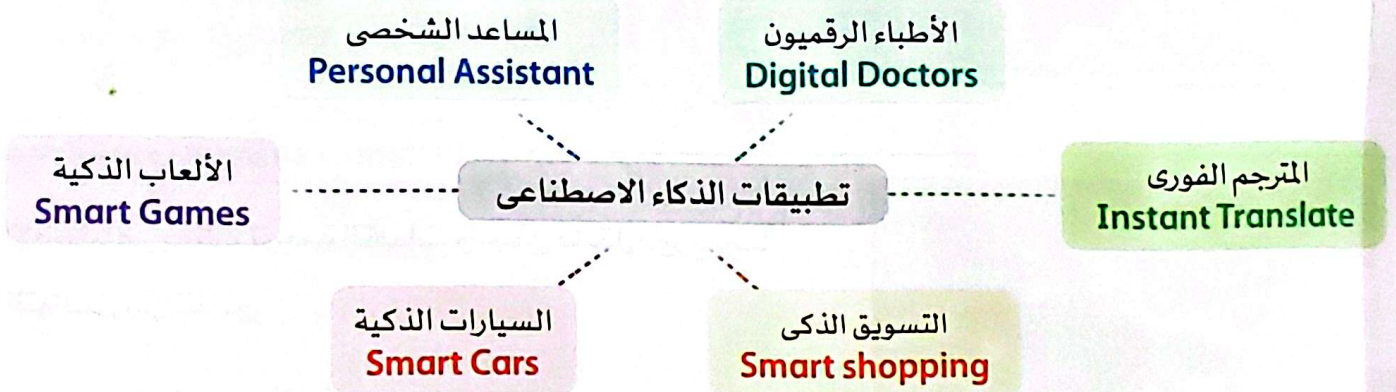 الأطباء الرقميون
Digital Doctors
المساعد الشخصى
Personal Assistant
المترجم الفورى
Instant Translate
تطبيقات الذكاء الاصطناعى
الألعاب الذكية
Smart Games
التسويق الذكى
Smart shopping
السيارات الذكية
Smart Cars